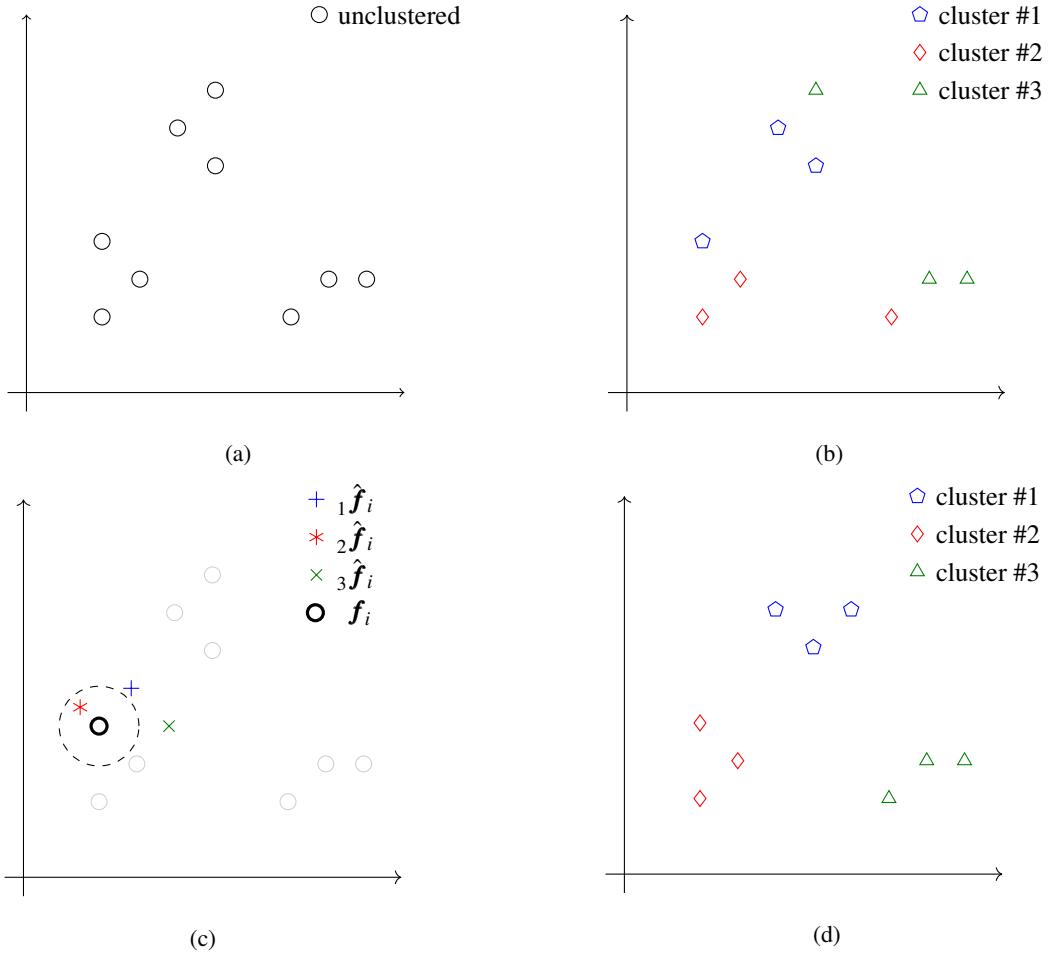 unclustered
cluster #1
cluster #2
cluster #3
(a)
(b)
₁f̂ᵢ
₂f̂ᵢ
₃f̂ᵢ
fᵢ
cluster #1
cluster #2
cluster #3
(c)
(d)